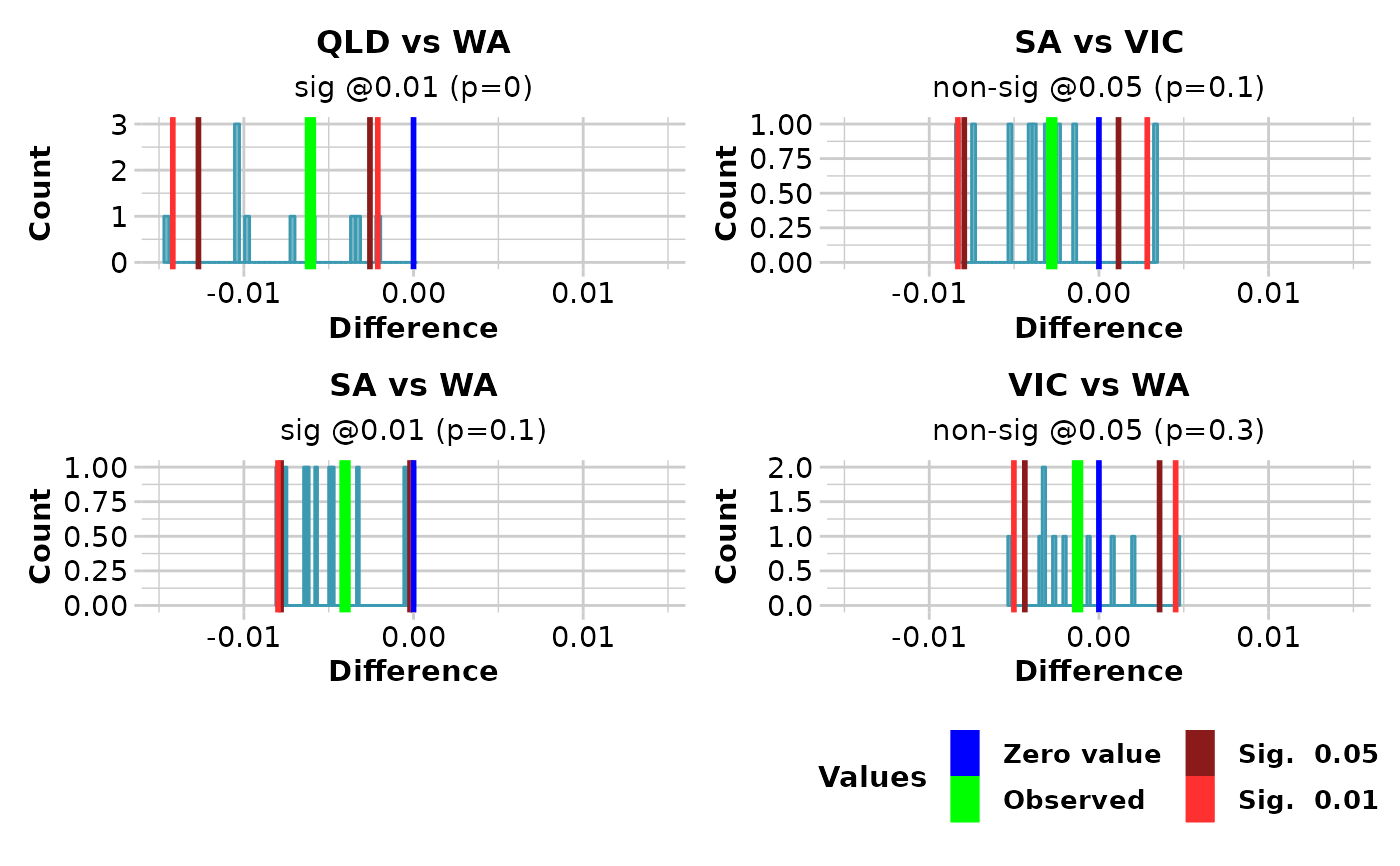 QLD vs WA
sig @0.01 (p=0)
Count
3
2
1
0
-0.01 0.00 0.01
Difference
SA vs VIC
non-sig @0.05 (p=0.1)
Count
1.00
0.75
0.50
0.25
0.00
-0.01 0.00 0.01
Difference
SA vs WA
sig @0.01 (p=0.1)
Count
1.00
0.75
0.50
0.25
0.00
-0.01 0.00 0.01
Difference
VIC vs WA
non-sig @0.05 (p=0.3)
Count
2.0
1.5
1.0
0.5
0.0
-0.01 0.00 0.01
Difference
Values
Zero value
Observed
Sig. 0.05
Sig. 0.01